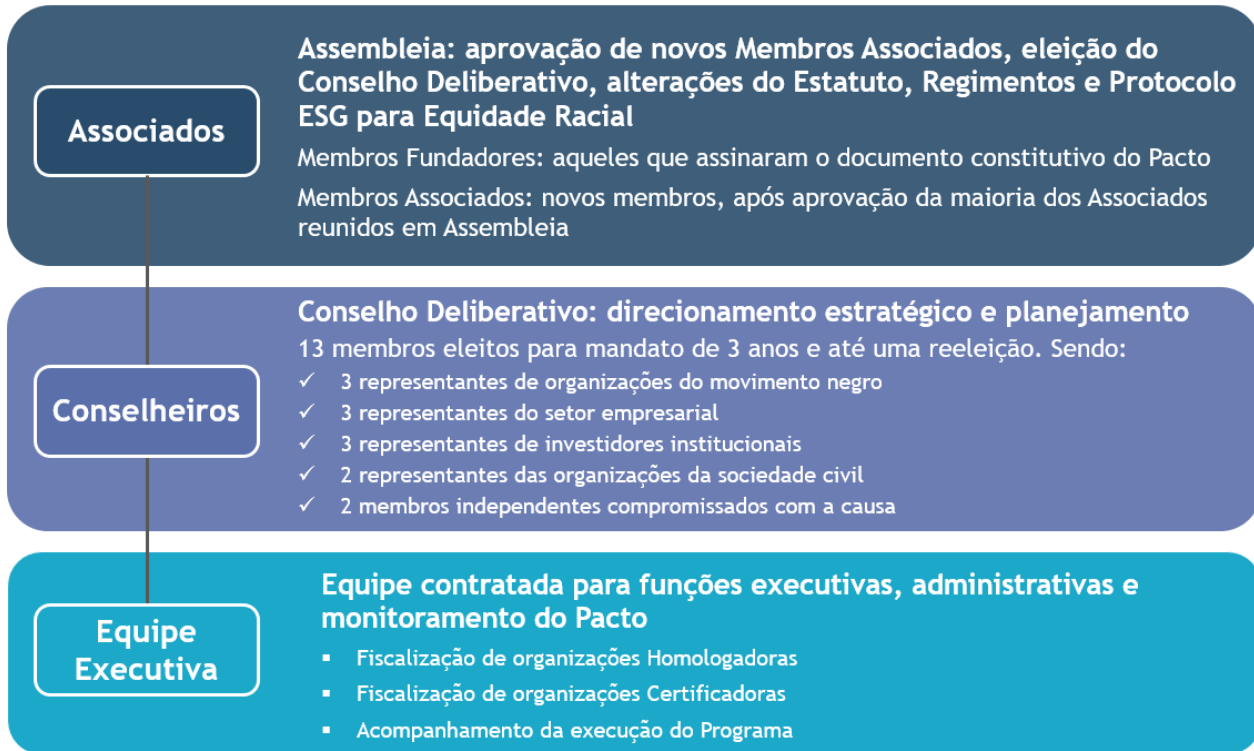 Associados
Assembleia: aprovação de novos Membros Associados, eleição do
Conselho Deliberativo, alterações do Estatuto, Regimentos e Protocolo
ESG para Equidade Racial
Membros Fundadores: aqueles que assinaram o documento constitutivo do Pacto
Membros Associados: novos membros, após aprovação da maioria dos Associados
reunidos em Assembleia
Conselheiros
Conselho Deliberativo: direcionamento estratégico e planejamento
13 membros eleitos para mandato de 3 anos e até uma reeleição. Sendo:
✓ 3 representantes de organizações do movimento negro
✓ 3 representantes do setor empresarial
✓ 3 representantes de investidores institucionais
✓ 2 representantes das organizações da sociedade civil
✓ 2 membros independentes compromissados com a causa
Equipe
Executiva
Equipe contratada para funções executivas, administrativas e
monitoramento do Pacto
▪ Fiscalização de organizações Homologadoras
▪ Fiscalização de organizações Certificadoras
▪ Acompanhamento da execução do Programa